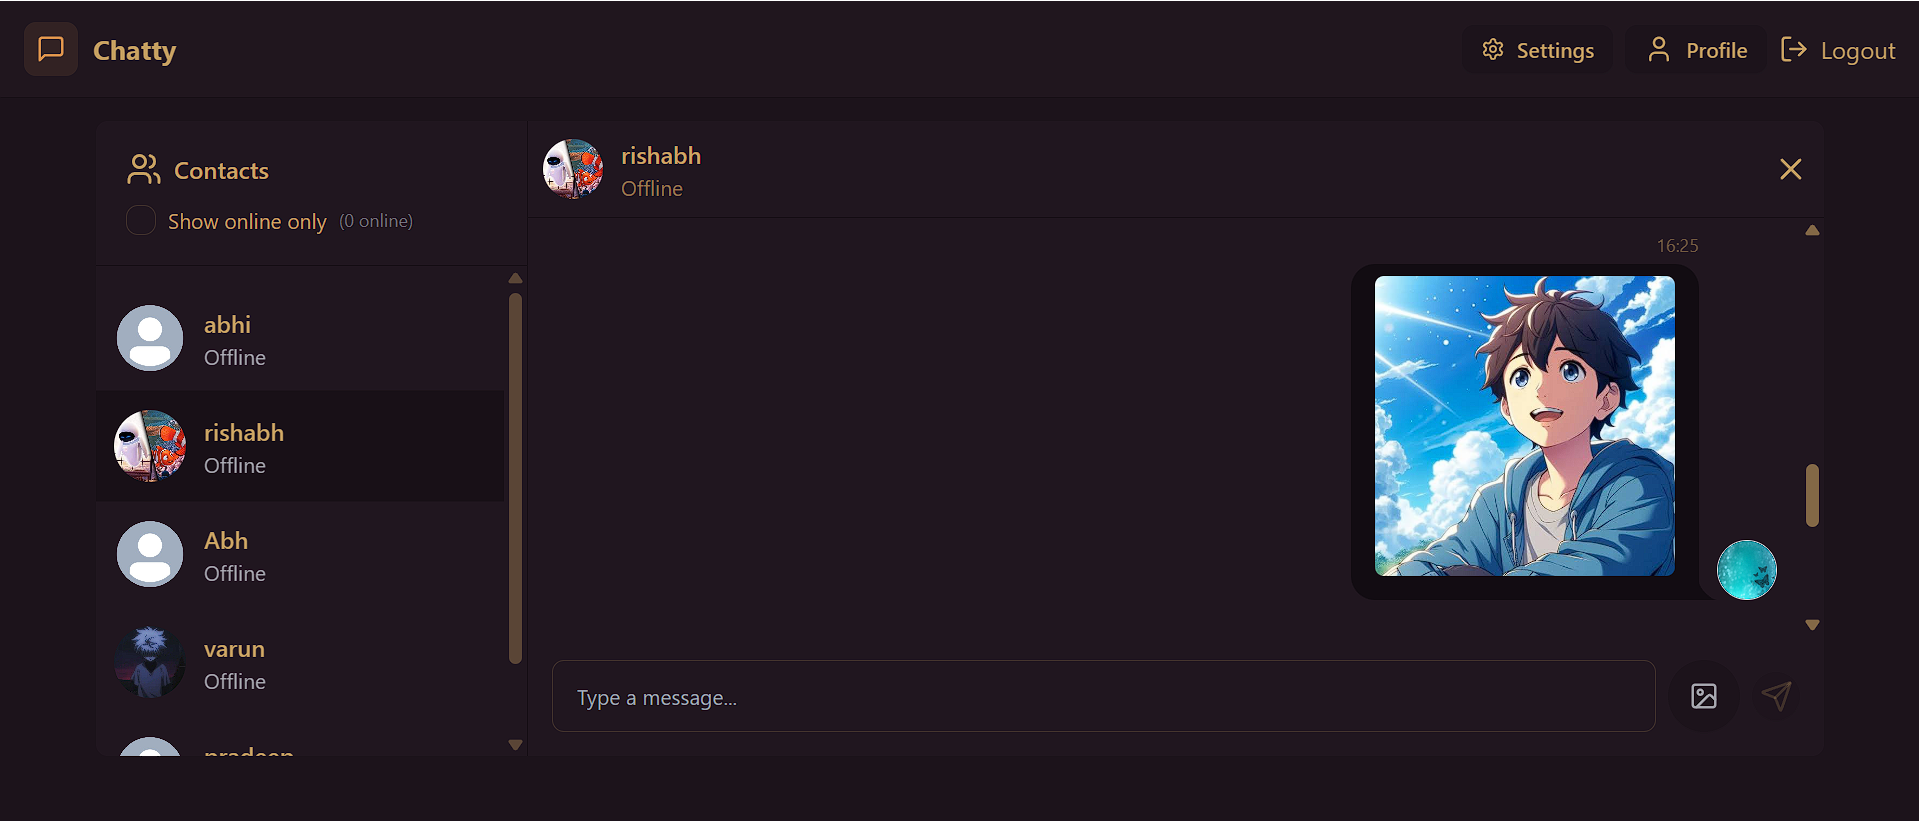 Chatty
Settings
Profile
Logout
Contacts
Show online only (0 online)
abhi
Offline
rishabh
Offline
Abh
Offline
varun
Offline
pradeep
rishabh
Offline
16:25
Type a message...